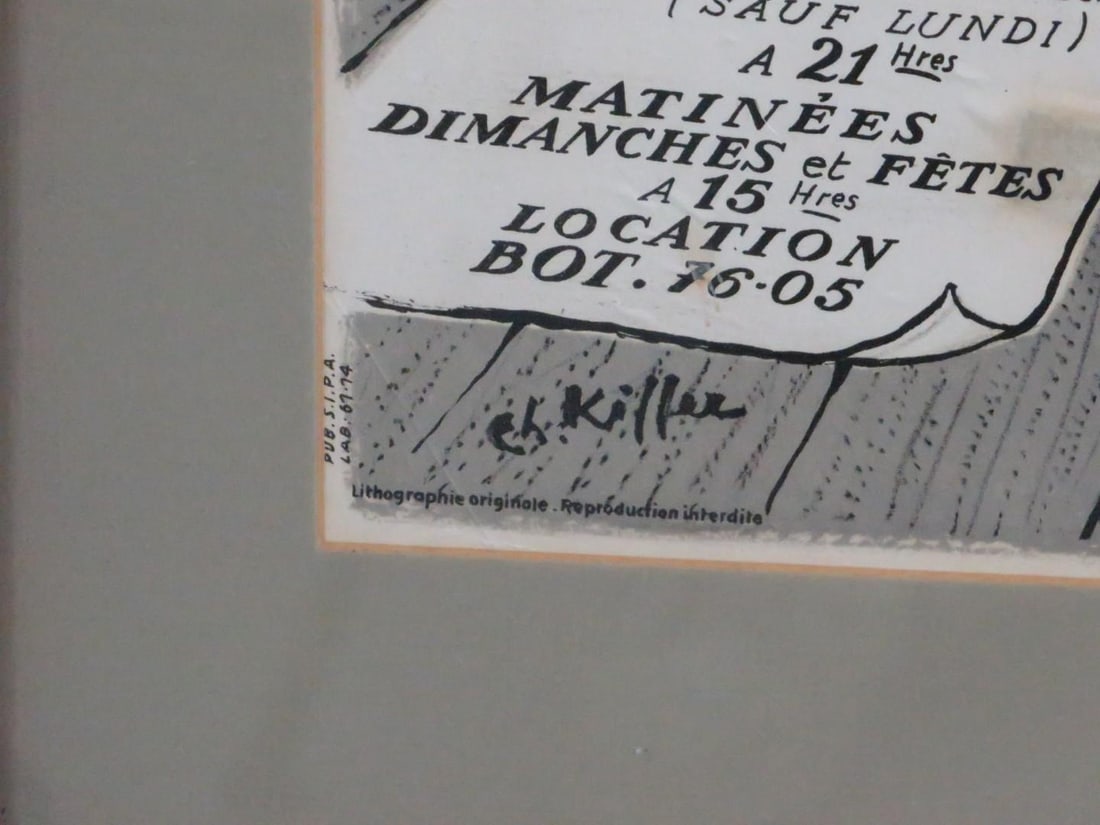 (SAUF LUNDI)
A 21 Hres
MATINÉES
DIMANCHES et FÊTES
A 15 Hres
LOCATION
BOT. 76·05
PUB. S.I.P.A.
LAB. 67-74
ch. Kiffer
Lithographie originale. Reproduction interdite